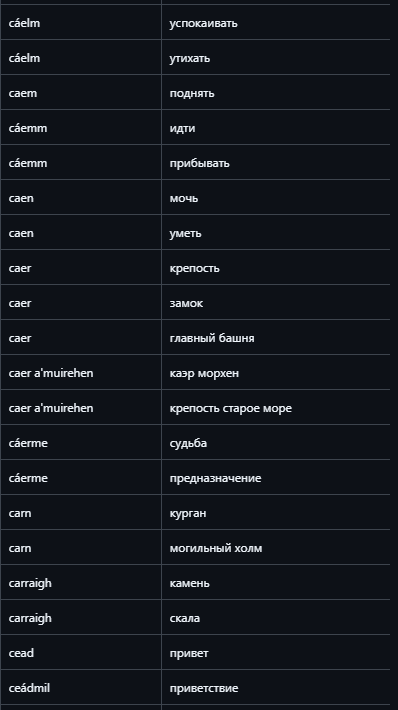 cáelm успокаивать
cáelm утихать
caem поднять
cáemm идти
cáemm прибывать
caen мочь
caen уметь
caer крепость
caer замок
caer главный башня
caer a'muirehen каэр морхен
caer a'muirehen крепость старое море
cáerme судьба
cáerme предназначение
carn курган
carn могильный холм
carraigh камень
carraigh скала
cead привет
ceádmil приветствие